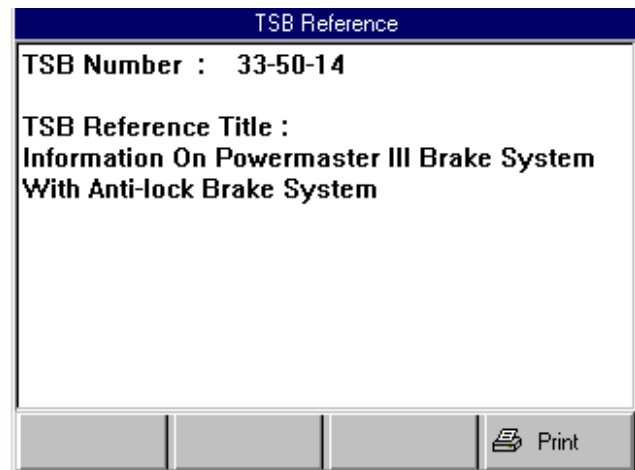 TSB Reference
TSB Number :   33-50-14
TSB Reference Title :
Information On Powermaster III Brake System
With Anti-lock Brake System
Print